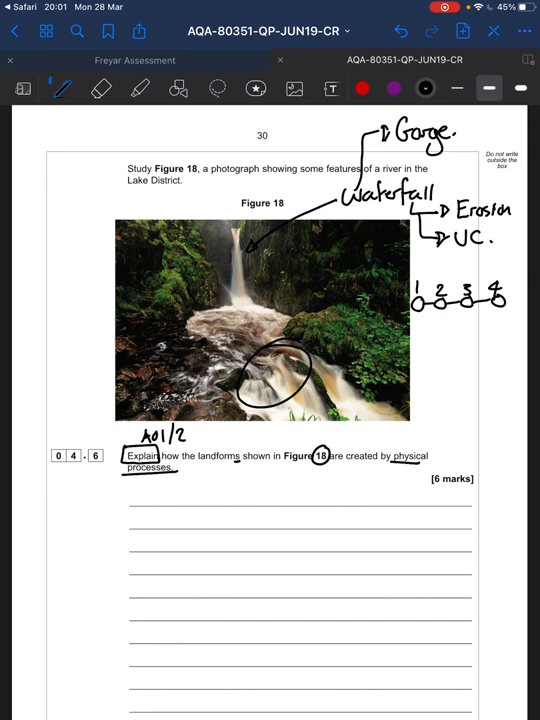 Safari 20:01 Mon 28 Mar 45%
AQA-80351-QP-JUN19-CR
Freyar Assessment
AQA-80351-QP-JUN19-CR
T
30
Gorge.
Do not write
outside the
box
Study Figure 18, a photograph showing some features of a river in the
Lake District.
Waterfall
Figure 18
Erosion
UC.
1 2 3 4
AO1/2
04.6 Explain how the landforms shown in Figure 18 are created by physical
processes.
[6 marks]